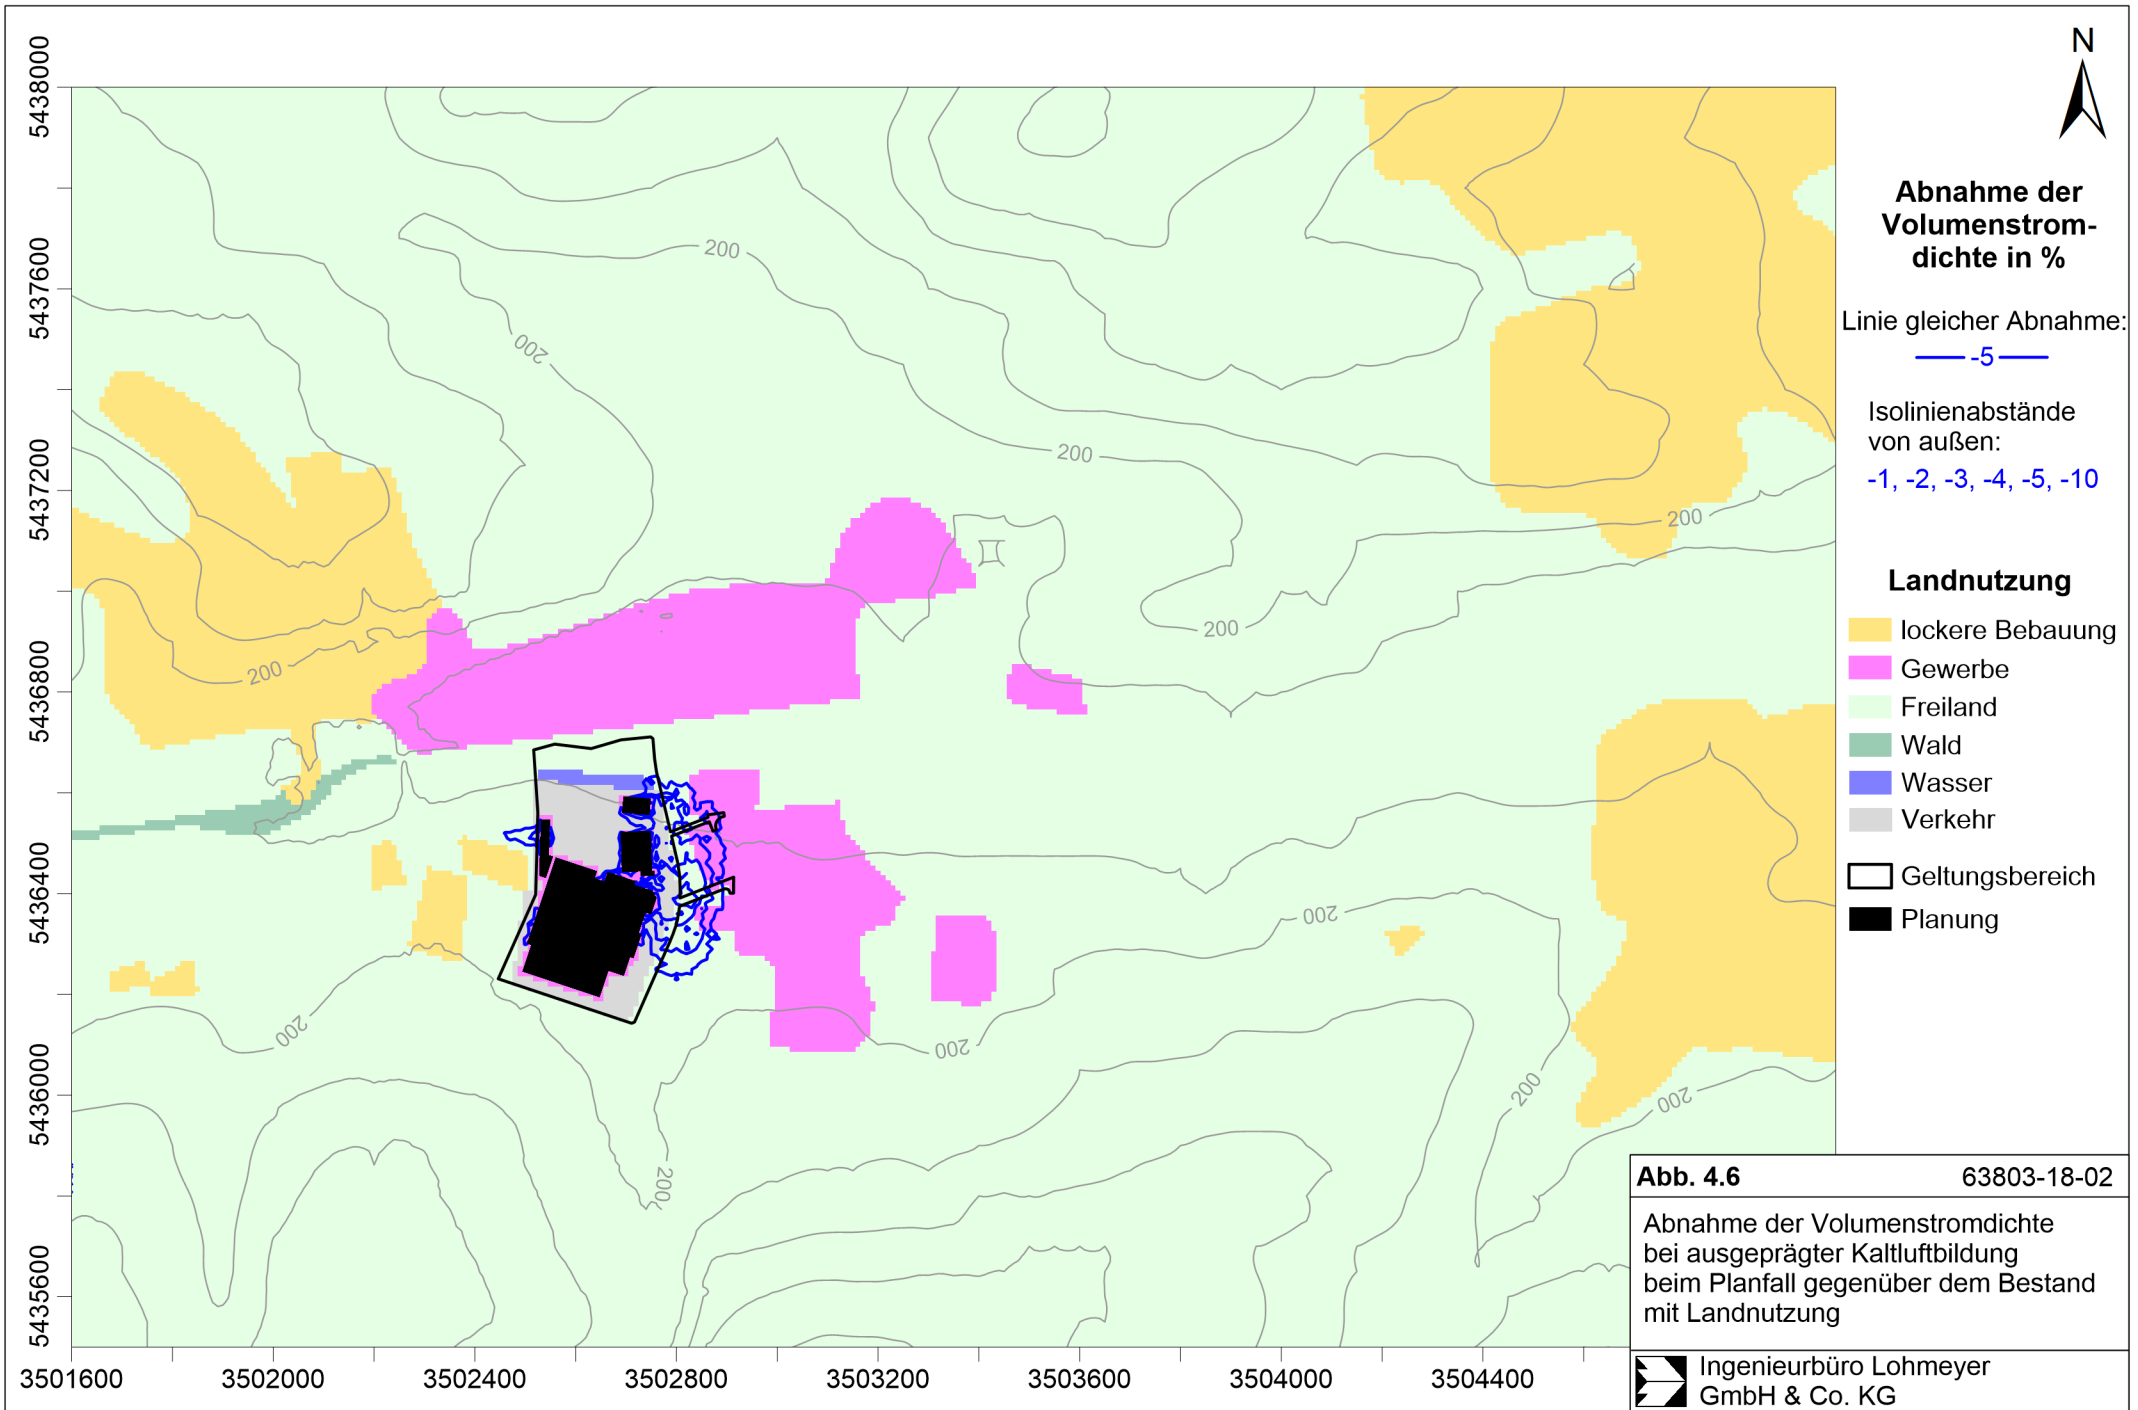 N
Abnahme der
Volumenstrom-
dichte in %
Linie gleicher Abnahme:
-5
Isolinienabstände
von außen:
-1, -2, -3, -4, -5, -10
Landnutzung
lockere Bebauung
Gewerbe
Freiland
Wald
Wasser
Verkehr
Geltungsbereich
Planung
5438000
5437600
5437200
5436800
5436400
5436000
5435600
200
200
200
200
200
200
200
200
200
200
200
200
3501600 3502000 3502400 3502800 3503200 3503600 3504000 3504400
Abb. 4.6 63803-18-02
Abnahme der Volumenstromdichte
bei ausgeprägter Kaltluftbildung
beim Planfall gegenüber dem Bestand
mit Landnutzung
Ingenieurbüro Lohmeyer
GmbH & Co. KG